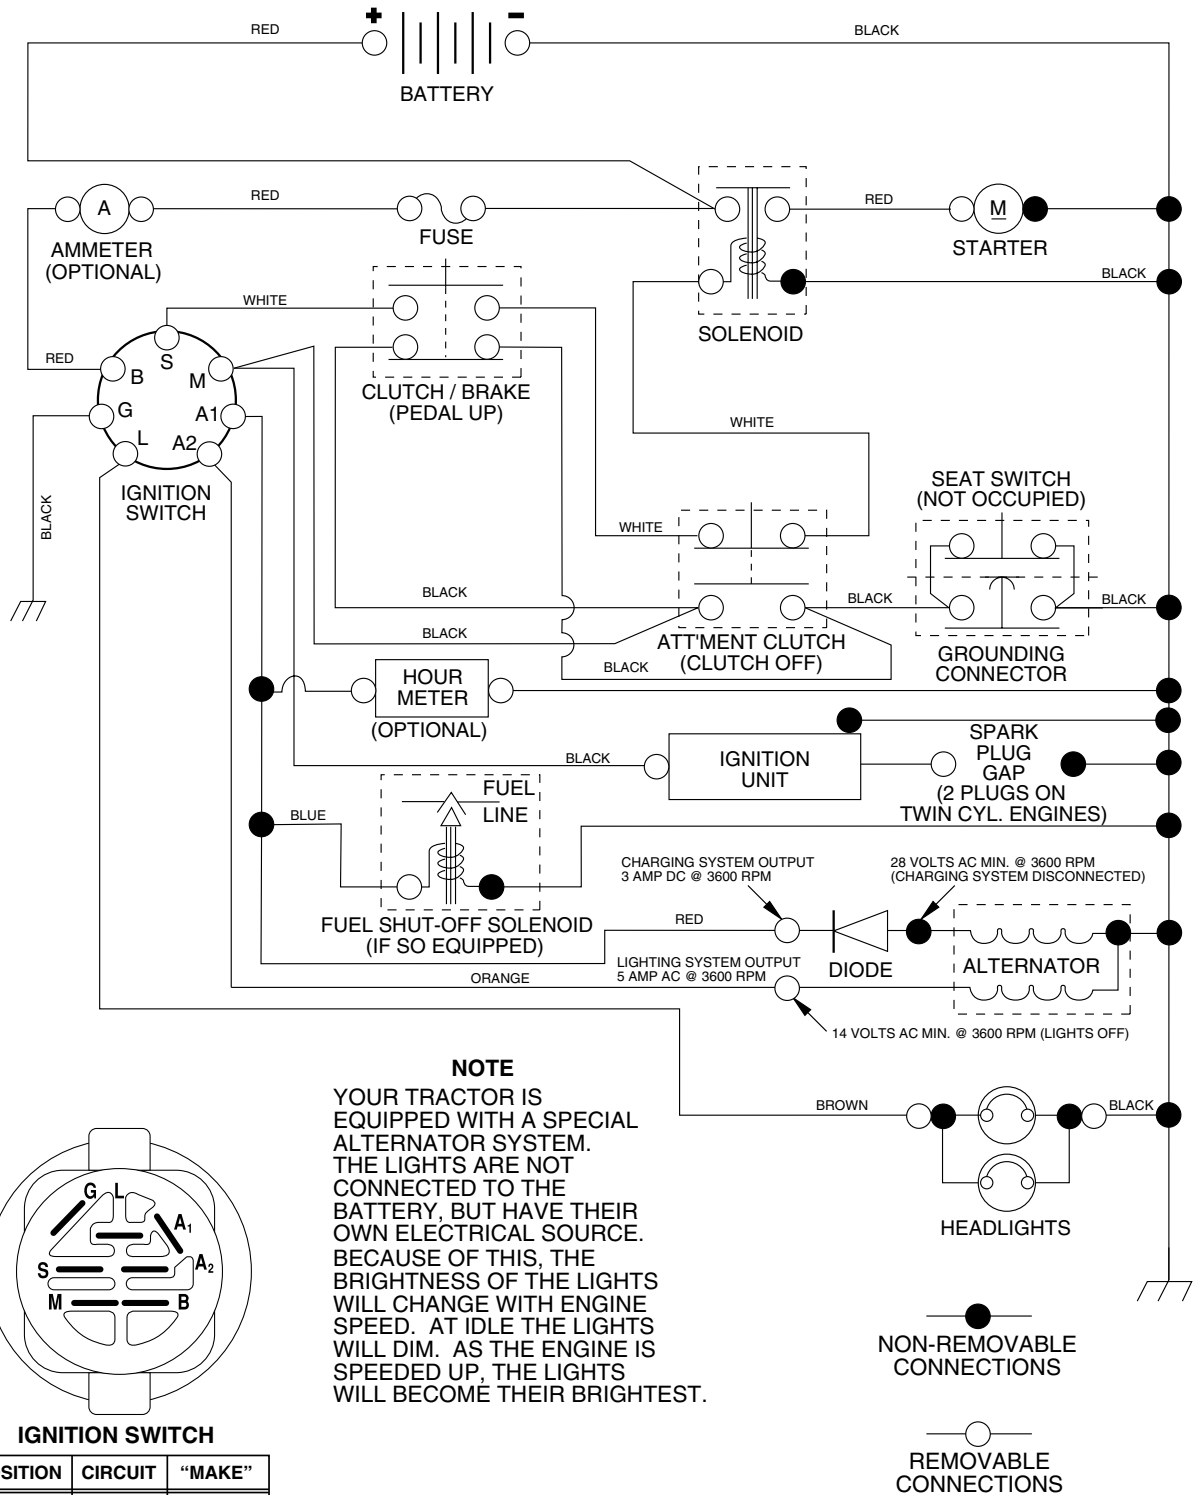 +
−
RED
BLACK
BATTERY
A
RED
RED
M
AMMETER
(OPTIONAL)
FUSE
STARTER
BLACK
SOLENOID
WHITE
S
RED
B
M
CLUTCH / BRAKE
(PEDAL UP)
G
A1
L
A2
WHITE
IGNITION
SWITCH
BLACK
SEAT SWITCH
(NOT OCCUPIED)
WHITE
BLACK
BLACK
BLACK
BLACK
ATT'MENT CLUTCH
(CLUTCH OFF)
GROUNDING
CONNECTOR
BLACK
HOUR
METER
(OPTIONAL)
BLACK
IGNITION
UNIT
SPARK
PLUG
GAP
(2 PLUGS ON
TWIN CYL. ENGINES)
FUEL
LINE
BLUE
FUEL SHUT-OFF SOLENOID
(IF SO EQUIPPED)
CHARGING SYSTEM OUTPUT
3 AMP DC @ 3600 RPM
28 VOLTS AC MIN. @ 3600 RPM
(CHARGING SYSTEM DISCONNECTED)
RED
DIODE
ALTERNATOR
LIGHTING SYSTEM OUTPUT
5 AMP AC @ 3600 RPM
ORANGE
14 VOLTS AC MIN. @ 3600 RPM (LIGHTS OFF)
BROWN
BLACK
HEADLIGHTS
NOTE
YOUR TRACTOR IS
EQUIPPED WITH A SPECIAL
ALTERNATOR SYSTEM.
THE LIGHTS ARE NOT
CONNECTED TO THE
BATTERY, BUT HAVE THEIR
OWN ELECTRICAL SOURCE.
BECAUSE OF THIS, THE
BRIGHTNESS OF THE LIGHTS
WILL CHANGE WITH ENGINE
SPEED. AT IDLE THE LIGHTS
WILL DIM. AS THE ENGINE IS
SPEEDED UP, THE LIGHTS
WILL BECOME THEIR BRIGHTEST.
G
L
A1
A2
S
M
B
IGNITION SWITCH
SITION CIRCUIT “MAKE”
NON-REMOVABLE
CONNECTIONS
REMOVABLE
CONNECTIONS